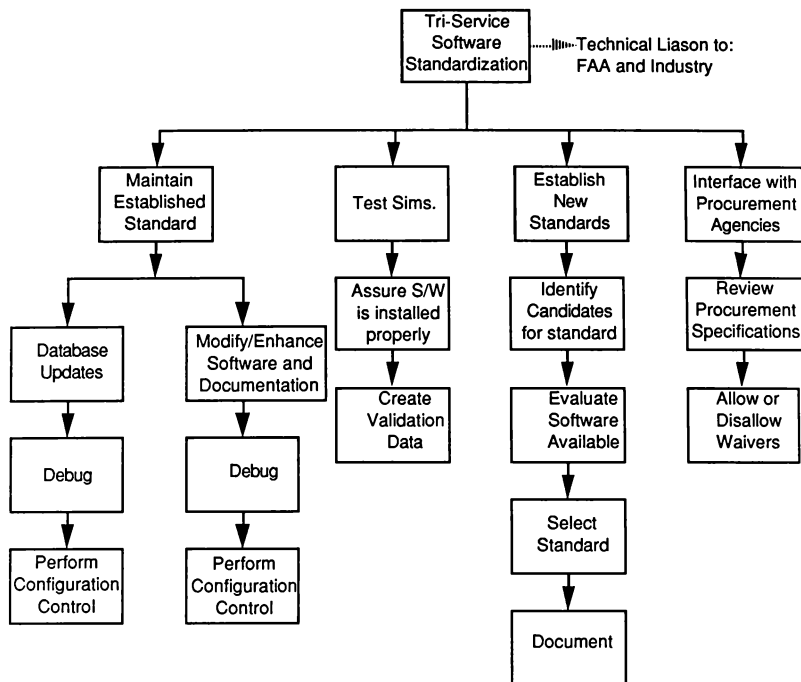 Tri-Service
Software
Standardization
Technical Liason to:
FAA and Industry
Maintain
Established
Standard
Test Sims.
Establish
New
Standards
Interface with
Procurement
Agencies
Database
Updates
Modify/Enhance
Software and
Documentation
Assure S/W
is installed
properly
Identify
Candidates
for standard
Review
Procurement
Specifications
Create
Validation
Data
Evaluate
Software
Available
Allow or
Disallow
Waivers
Debug
Debug
Select
Standard
Perform
Configuration
Control
Perform
Configuration
Control
Document